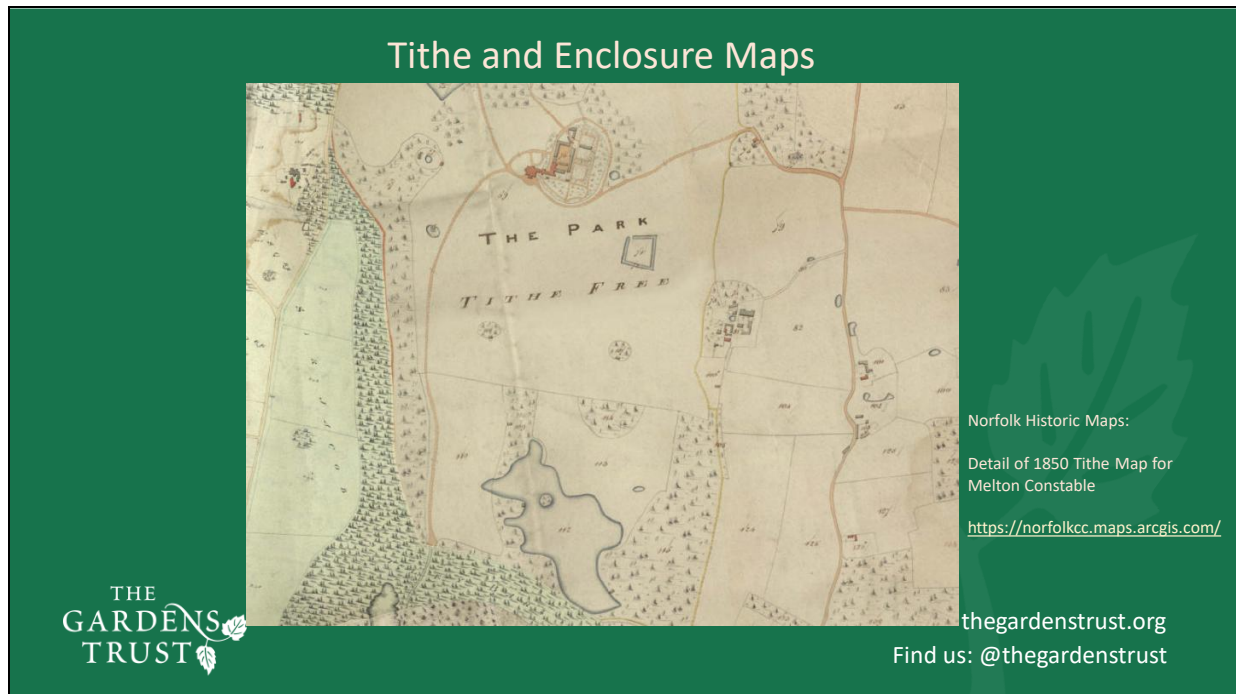 Tithe and Enclosure Maps
THE PARK
TITHE FREE
Norfolk Historic Maps:
Detail of 1850 Tithe Map for
Melton Constable
https://norfolkcc.maps.arcgis.com/
THE
GARDENS
TRUST
thegardenstrust.org
Find us: @thegardenstrust